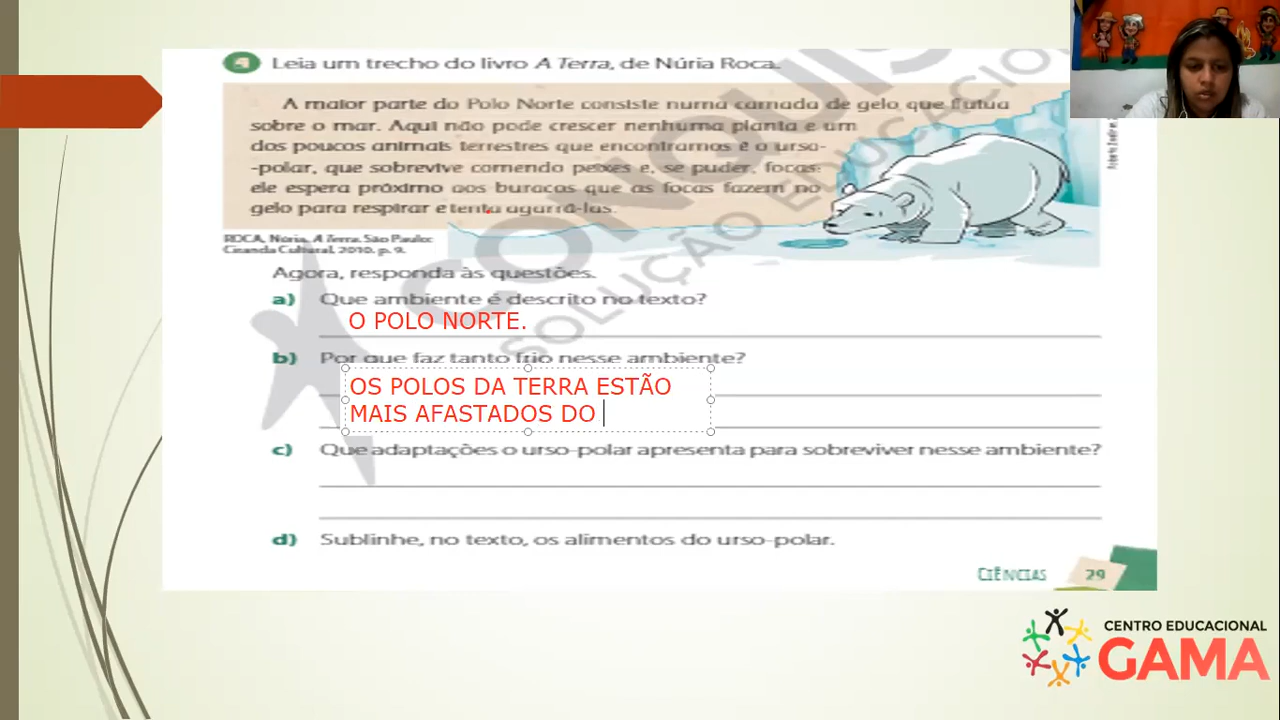 4 Leia um trecho do livro A Terra, de Núria Roca.
A maior parte do Polo Norte consiste numa camada de gelo que flutua
sobre o mar. Aqui não pode crescer nenhuma planta e um
dos poucos animais terrestres que encontramos é o urso-
-polar, que sobrevive comendo peixes e, se puder, focas:
ele espera próximo aos buracos que as focas fazem no
gelo para respirar e tenta agarrá-las.
ROCA, Núria. A Terra. São Paulo:
Ciranda Cultural, 2010. p. 9.
Agora, responda às questões.
a) Que ambiente é descrito no texto?
O POLO NORTE.
b) Por que faz tanto frio nesse ambiente?
OS POLOS DA TERRA ESTÃO
MAIS AFASTADOS DO
c) Que adaptações o urso-polar apresenta para sobreviver nesse ambiente?
d) Sublinhe, no texto, os alimentos do urso-polar.
CIÊNCIAS 29
CENTRO EDUCACIONAL
GAMA